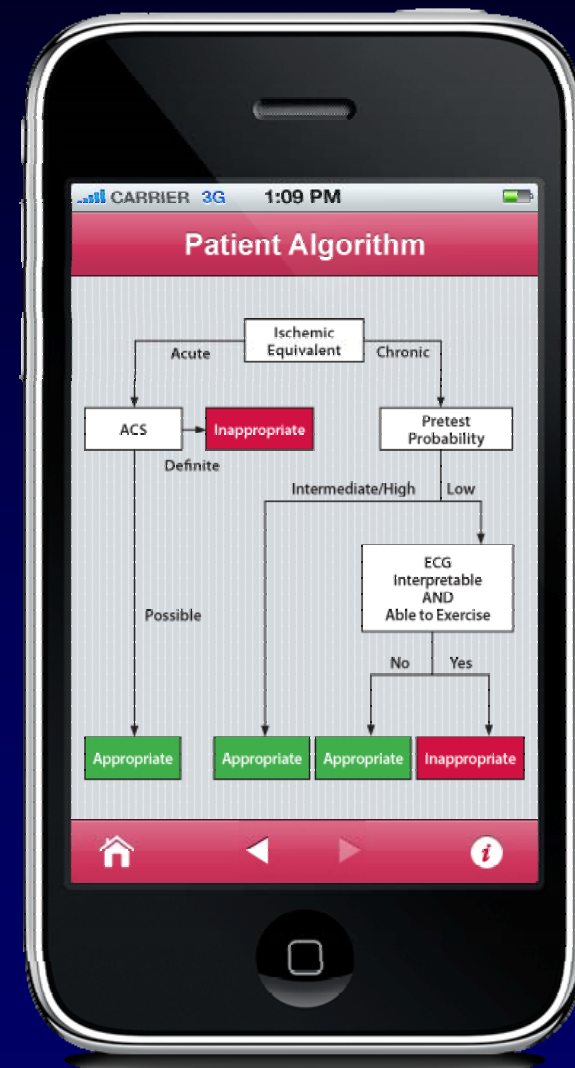 CARRIER 3G 1:09 PM
Patient Algorithm
Ischemic
Equivalent
Acute
Chronic
ACS
Inappropriate
Pretest
Probability
Definite
Intermediate/High
Low
ECG
Interpretable
AND
Able to Exercise
Possible
No
Yes
Appropriate
Appropriate
Appropriate
Inappropriate
i